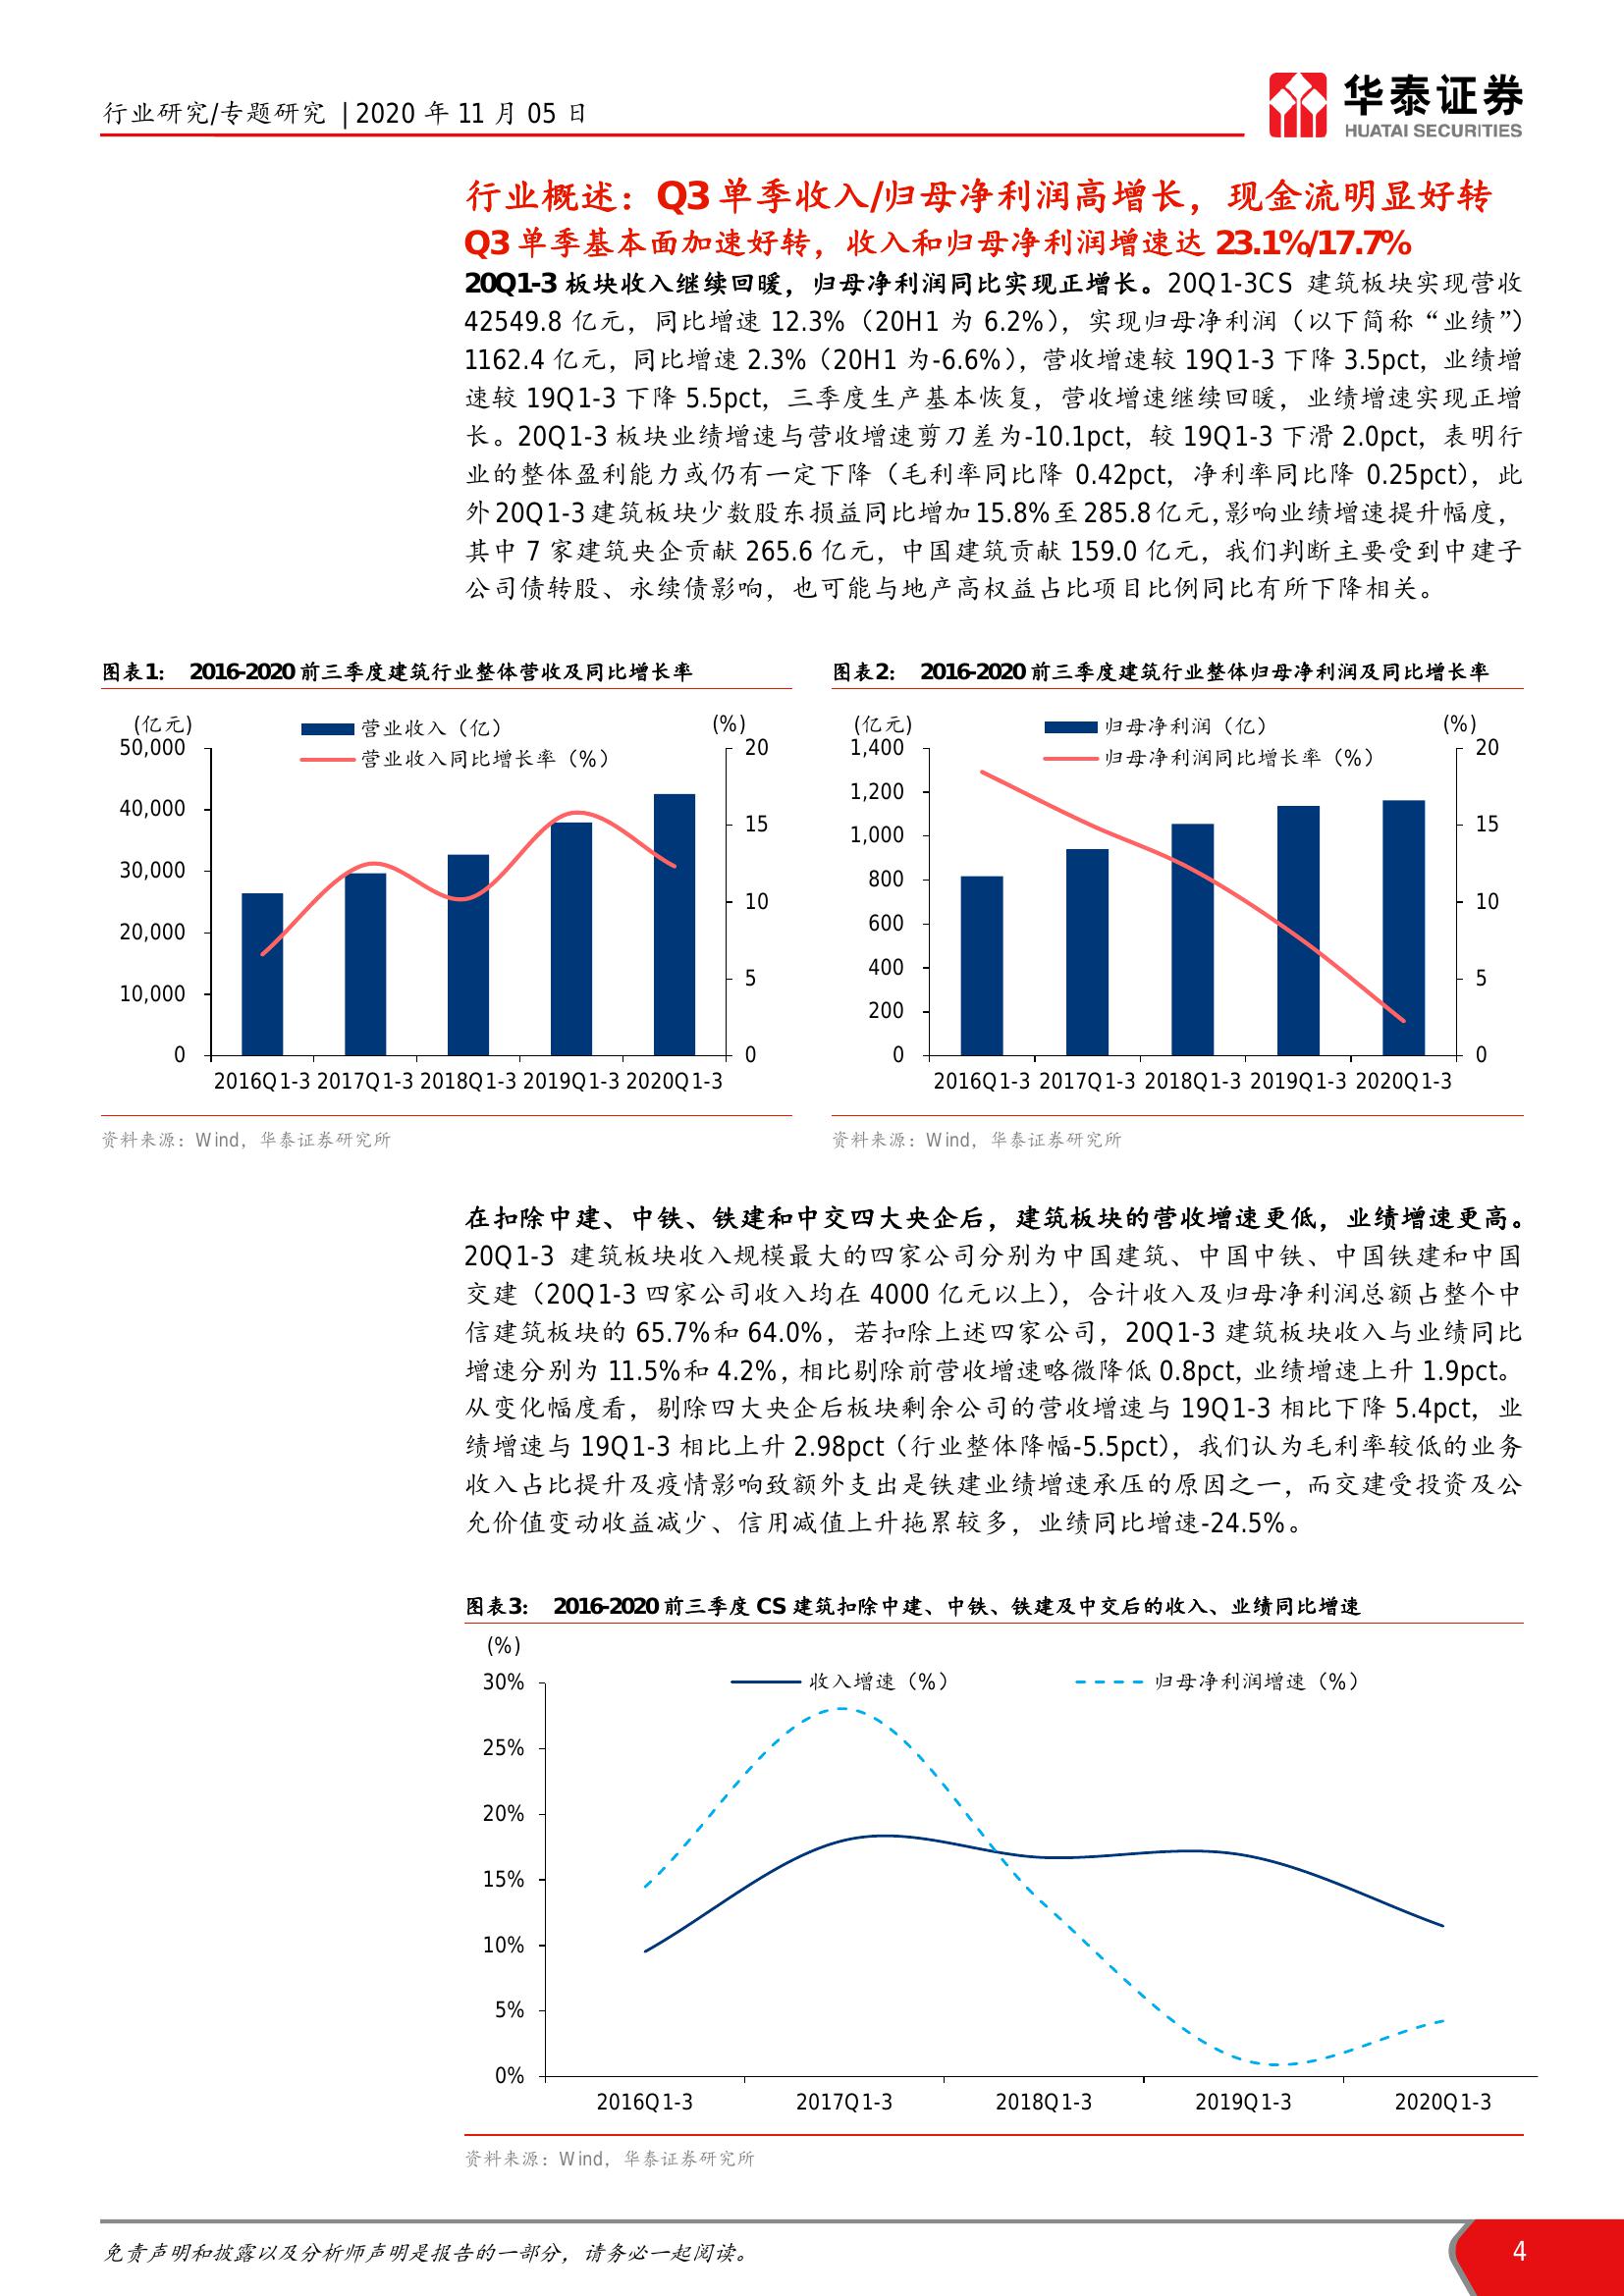 行业研究/专题研究 | 2020 年 11 月 05 日
华泰证券
HUATAI SECURITIES
行业概述：Q3 单季收入/归母净利润高增长，现金流明显好转
Q3 单季基本面加速好转，收入和归母净利润增速达 23.1%/17.7%
20Q1-3 板块收入继续回暖，归母净利润同比实现正增长。20Q1-3CS 建筑板块实现营收
42549.8 亿元，同比增速 12.3%（20H1 为 6.2%），实现归母净利润（以下简称“业绩”）
1162.4 亿元，同比增速 2.3%（20H1 为-6.6%），营收增速较 19Q1-3 下降 3.5pct，业绩增
速较 19Q1-3 下降 5.5pct，三季度生产基本恢复，营收增速继续回暖，业绩增速实现正增
长。20Q1-3 板块业绩增速与营收增速剪刀差为-10.1pct，较 19Q1-3 下滑 2.0pct，表明行
业的整体盈利能力或仍有一定下降（毛利率同比降 0.42pct，净利率同比降 0.25pct），此
外 20Q1-3 建筑板块少数股东损益同比增加 15.8%至 285.8 亿元，影响业绩增速提升幅度，
其中 7 家建筑央企贡献 265.6 亿元，中国建筑贡献 159.0 亿元，我们判断主要受到中建子
公司债转股、永续债影响，也可能与地产高权益占比项目比例同比有所下降相关。
图表1： 2016-2020 前三季度建筑行业整体营收及同比增长率
(亿元)
(%)
营业收入（亿）
营业收入同比增长率（%）
50,000
40,000
30,000
20,000
10,000
0
20
15
10
5
0
2016Q1-3 2017Q1-3 2018Q1-3 2019Q1-3 2020Q1-3
资料来源：Wind，华泰证券研究所
图表2： 2016-2020 前三季度建筑行业整体归母净利润及同比增长率
(亿元)
(%)
归母净利润（亿）
归母净利润同比增长率（%）
1,400
1,200
1,000
800
600
400
200
0
20
15
10
5
0
2016Q1-3 2017Q1-3 2018Q1-3 2019Q1-3 2020Q1-3
资料来源：Wind，华泰证券研究所
在扣除中建、中铁、铁建和中交四大央企后，建筑板块的营收增速更低，业绩增速更高。
20Q1-3 建筑板块收入规模最大的四家公司分别为中国建筑、中国中铁、中国铁建和中国
交建（20Q1-3 四家公司收入均在 4000 亿元以上），合计收入及归母净利润总额占整个中
信建筑板块的 65.7%和 64.0%，若扣除上述四家公司，20Q1-3 建筑板块收入与业绩同比
增速分别为 11.5%和 4.2%，相比剔除前营收增速略微降低 0.8pct，业绩增速上升 1.9pct。
从变化幅度看，剔除四大央企后板块剩余公司的营收增速与 19Q1-3 相比下降 5.4pct，业
绩增速与 19Q1-3 相比上升 2.98pct（行业整体降幅-5.5pct），我们认为毛利率较低的业务
收入占比提升及疫情影响致额外支出是铁建业绩增速承压的原因之一，而交建受投资及公
允价值变动收益减少、信用减值上升拖累较多，业绩同比增速-24.5%。
图表3： 2016-2020 前三季度 CS 建筑扣除中建、中铁、铁建及中交后的收入、业绩同比增速
(%)
收入增速（%） 归母净利润增速（%）
30%
25%
20%
15%
10%
5%
0%
2016Q1-3 2017Q1-3 2018Q1-3 2019Q1-3 2020Q1-3
资料来源：Wind，华泰证券研究所
免责声明和披露以及分析师声明是报告的一部分，请务必一起阅读。
4